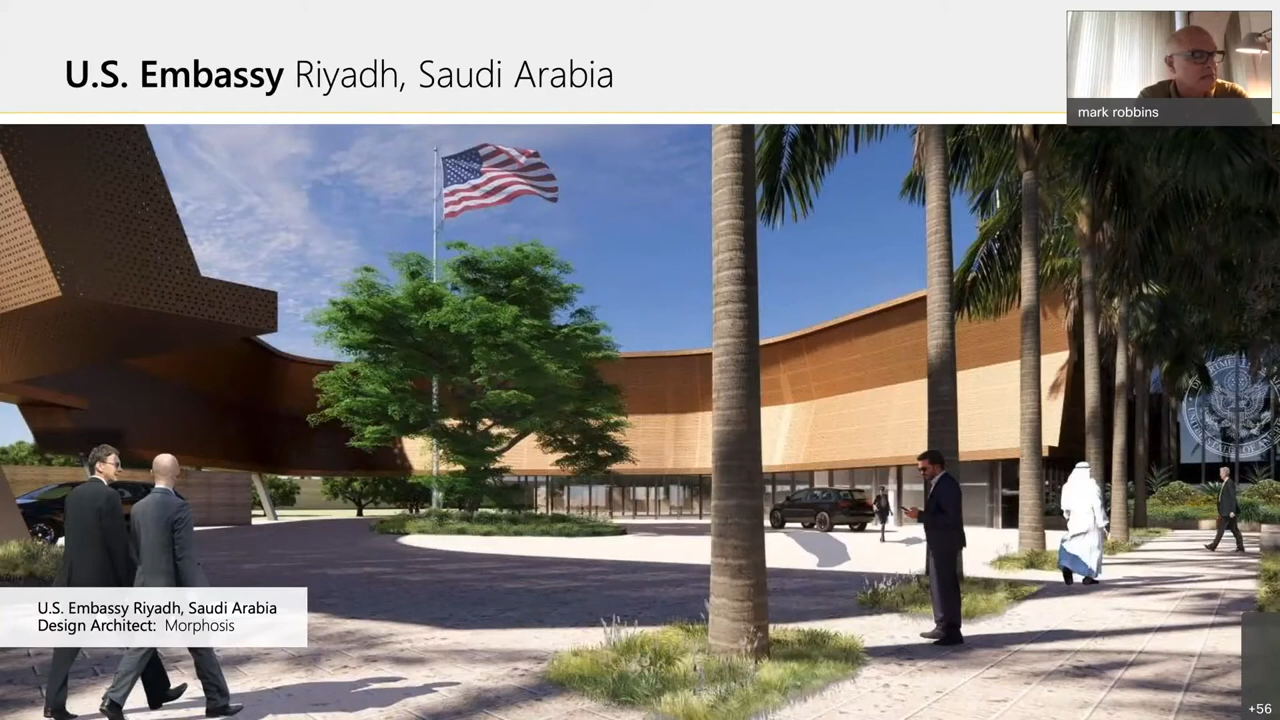 U.S. Embassy Riyadh, Saudi Arabia
mark robbins
U.S. Embassy Riyadh, Saudi Arabia
Design Architect: Morphosis
+56